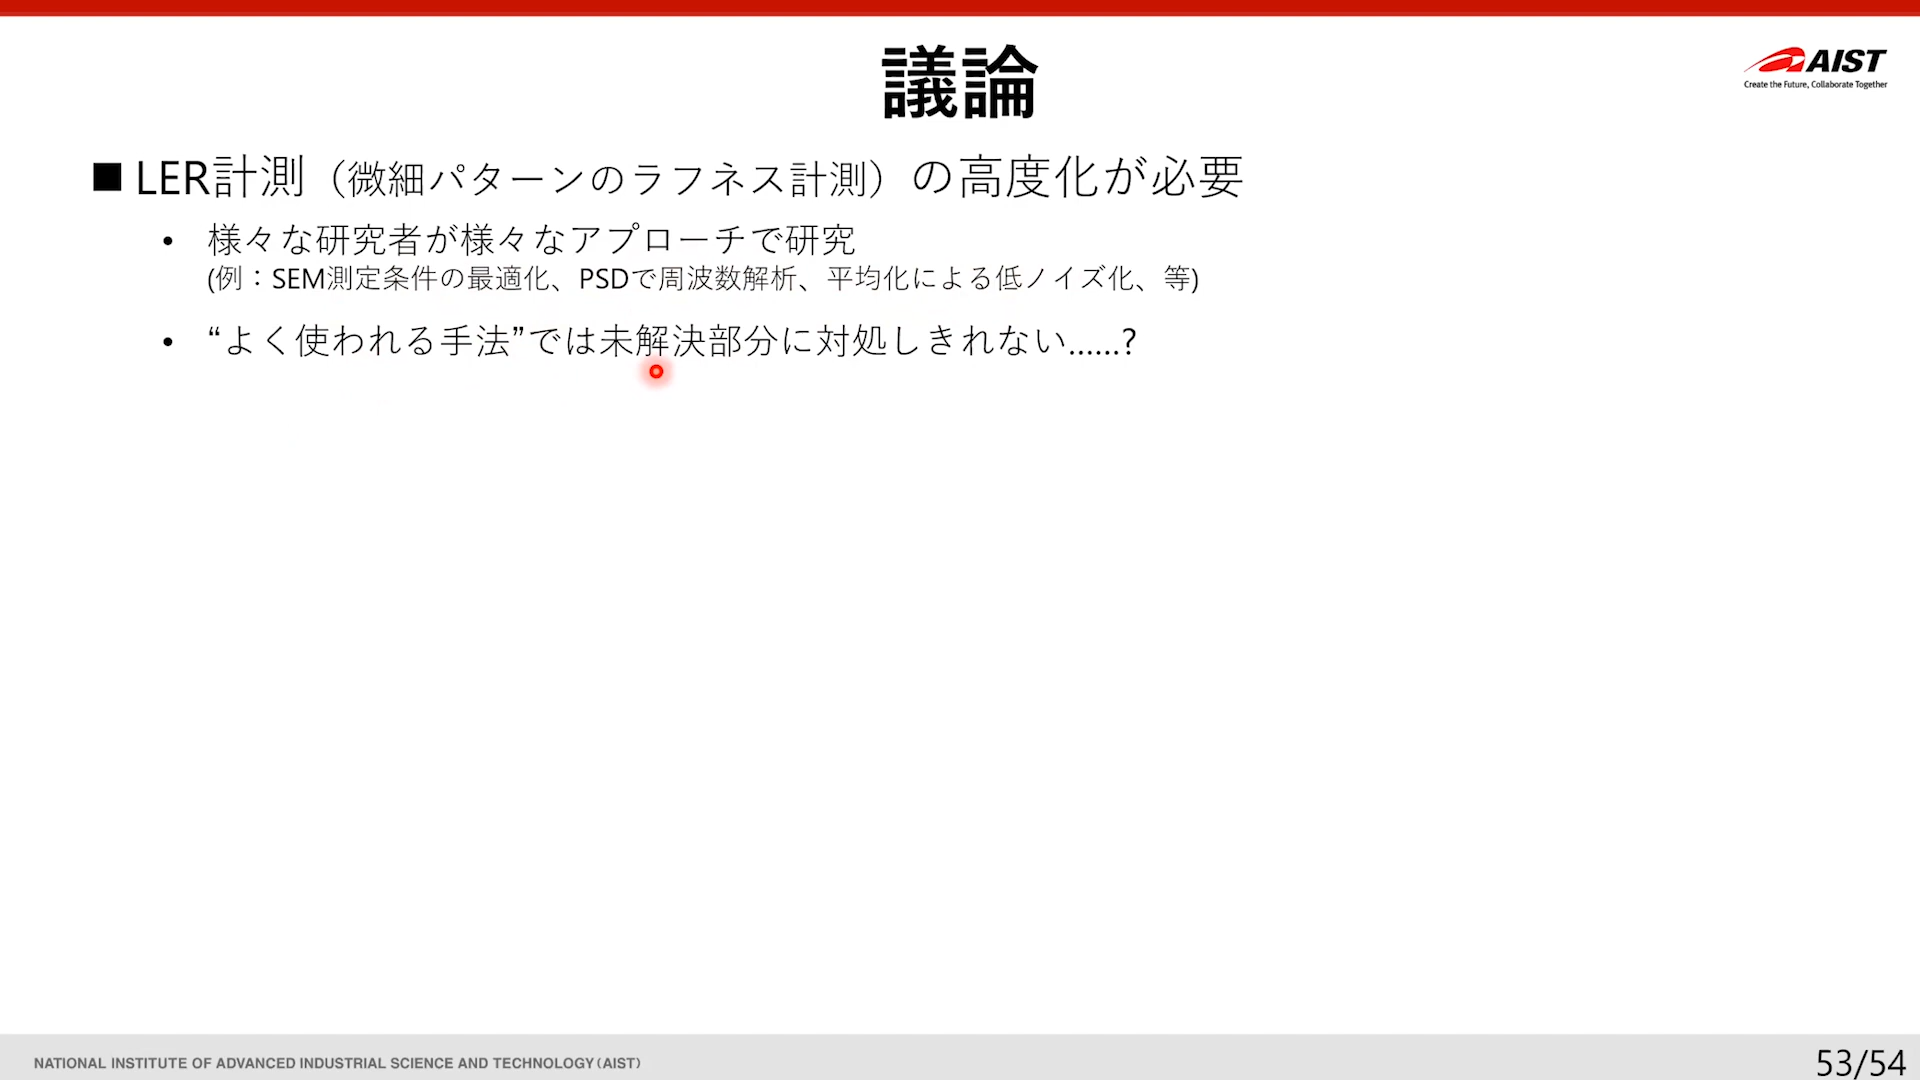 議論
AIST
Create the Future, Collaborate Together
■ LER計測（微細パターンのラフネス計測）の高度化が必要
• 様々な研究者が様々なアプローチで研究
(例：SEM測定条件の最適化、PSDで周波数解析、平均化による低ノイズ化、等)
• “よく使われる手法”では未解決部分に対処しきれない……?
NATIONAL INSTITUTE OF ADVANCED INDUSTRIAL SCIENCE AND TECHNOLOGY (AIST)
53/54